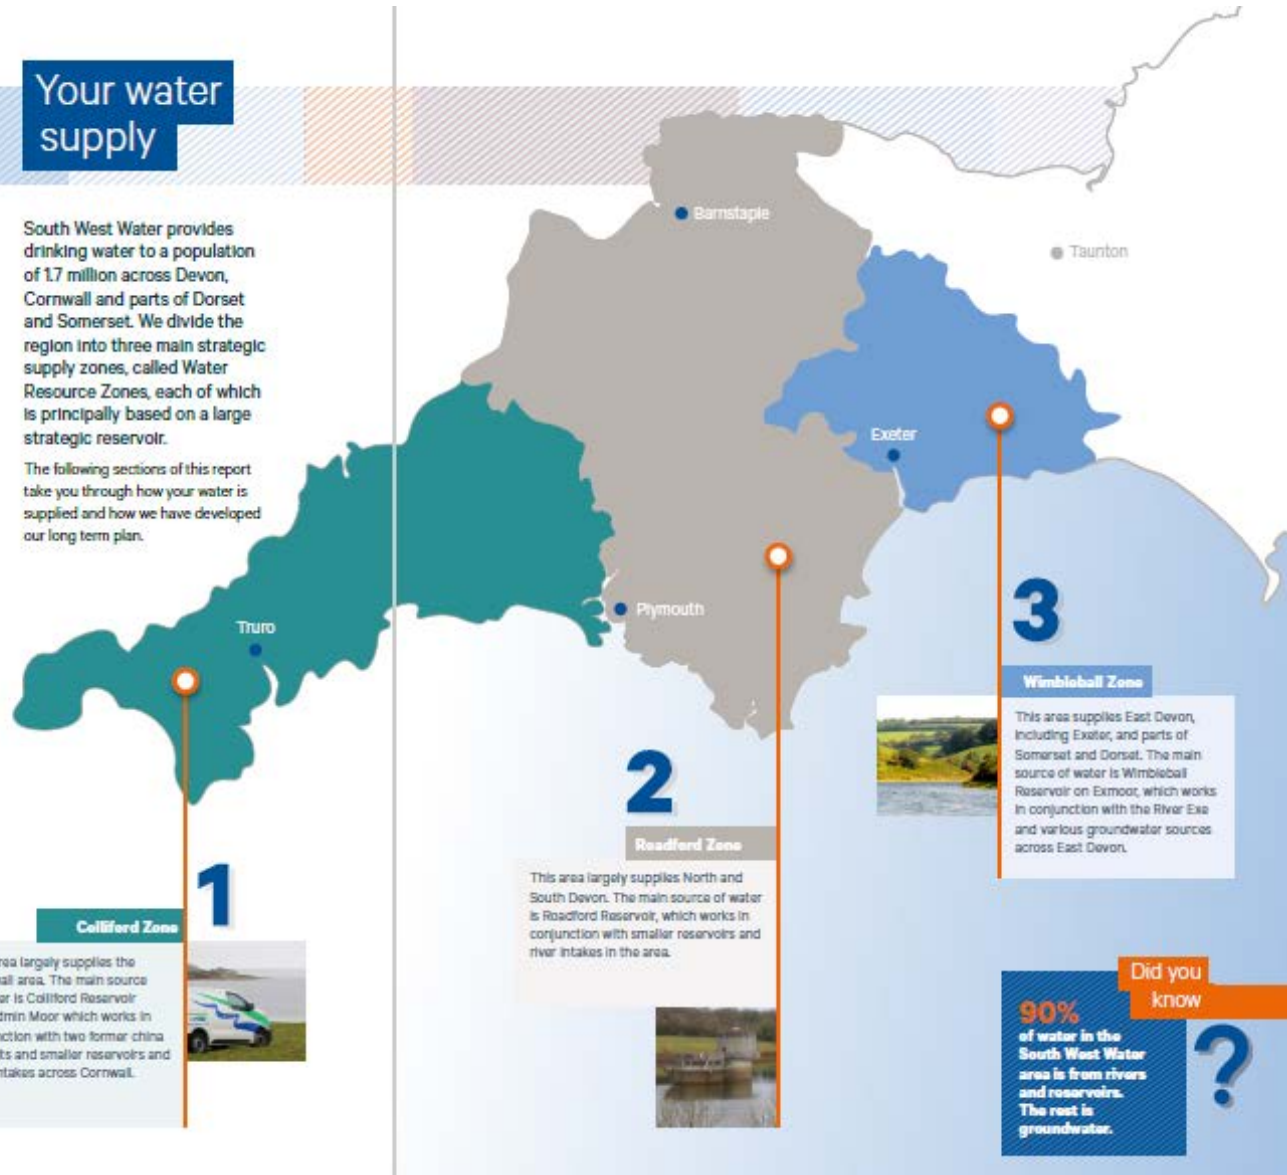 Your water
supply
South West Water provides
drinking water to a population
of 1.7 million across Devon,
Cornwall and parts of Dorset
and Somerset. We divide the
region into three main strategic
supply zones, called Water
Resource Zones, each of which
is principally based on a large
strategic reservoir.
The following sections of this report
take you through how your water is
supplied and how we have developed
our long term plan.
Barnstaple
Taunton
Exeter
Plymouth
Truro
1
Colliford Zone
rea largely supplies the
all area. The main source
er is Colliford Reservoir
dmin Moor which works in
ction with two former china
ts and smaller reservoirs and
ntakes across Cornwall.
2
Roadford Zone
This area largely supplies North and
South Devon. The main source of water
is Roadford Reservoir, which works in
conjunction with smaller reservoirs and
river intakes in the area.
3
Wimbleball Zone
This area supplies East Devon,
including Exeter, and parts of
Somerset and Dorset. The main
source of water is Wimbleball
Reservoir on Exmoor, which works
in conjunction with the River Exe
and various groundwater sources
across East Devon.
Did you
know
?
90%
of water in the
South West Water
area is from rivers
and reservoirs.
The rest is
groundwater.